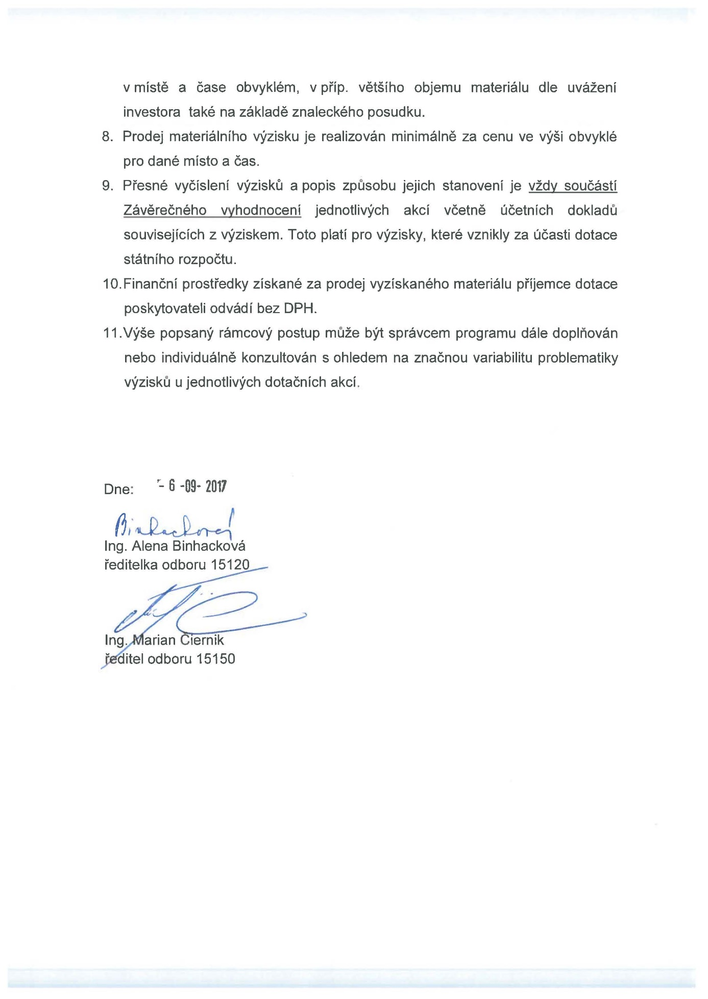 v místě a čase obvyklém, v příp. většího objemu materiálu dle uvážení
investora také na základě znaleckého posudku.
8. Prodej materiálního výzisku je realizován minimálně za cenu ve výši obvyklé
pro dané místo a čas.
9. Přesné vyčíslení výzisků a popis způsobu jejich stanovení je vždy součástí
Závěrečného vyhodnocení jednotlivých akcí včetně účetních dokladů
souvisejících z výziskem. Toto platí pro výzisky, které vznikly za účasti dotace
státního rozpočtu.
10. Finanční prostředky získané za prodej vyzískaného materiálu příjemce dotace
poskytovateli odvádí bez DPH.
11. Výše popsaný rámcový postup může být správcem programu dále doplňován
nebo individuálně konzultován s ohledem na značnou variabilitu problematiky
výzisků u jednotlivých dotačních akcí.
Dne: - 6 -09- 2017
Binhacková
Ing. Alena Binhacková
ředitelka odboru 15120
Ing. Marian Čiernik
ředitel odboru 15150